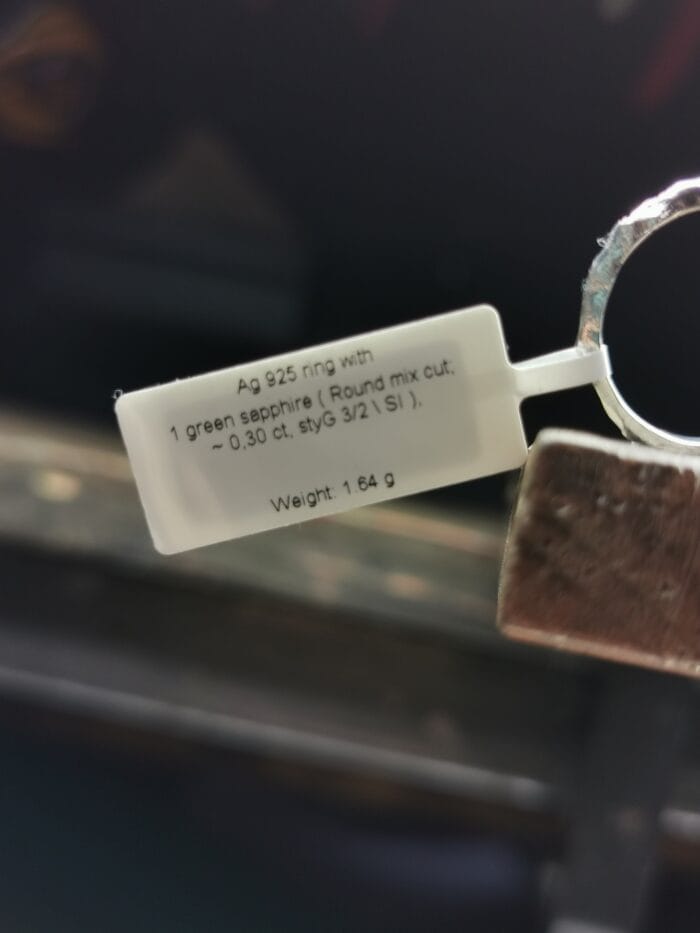 Ag 925 ring with
1 green sapphire ( Round mix cut;
~ 0,30 ct, styG 3/2 \ SI ),
Weight: 1.64 g